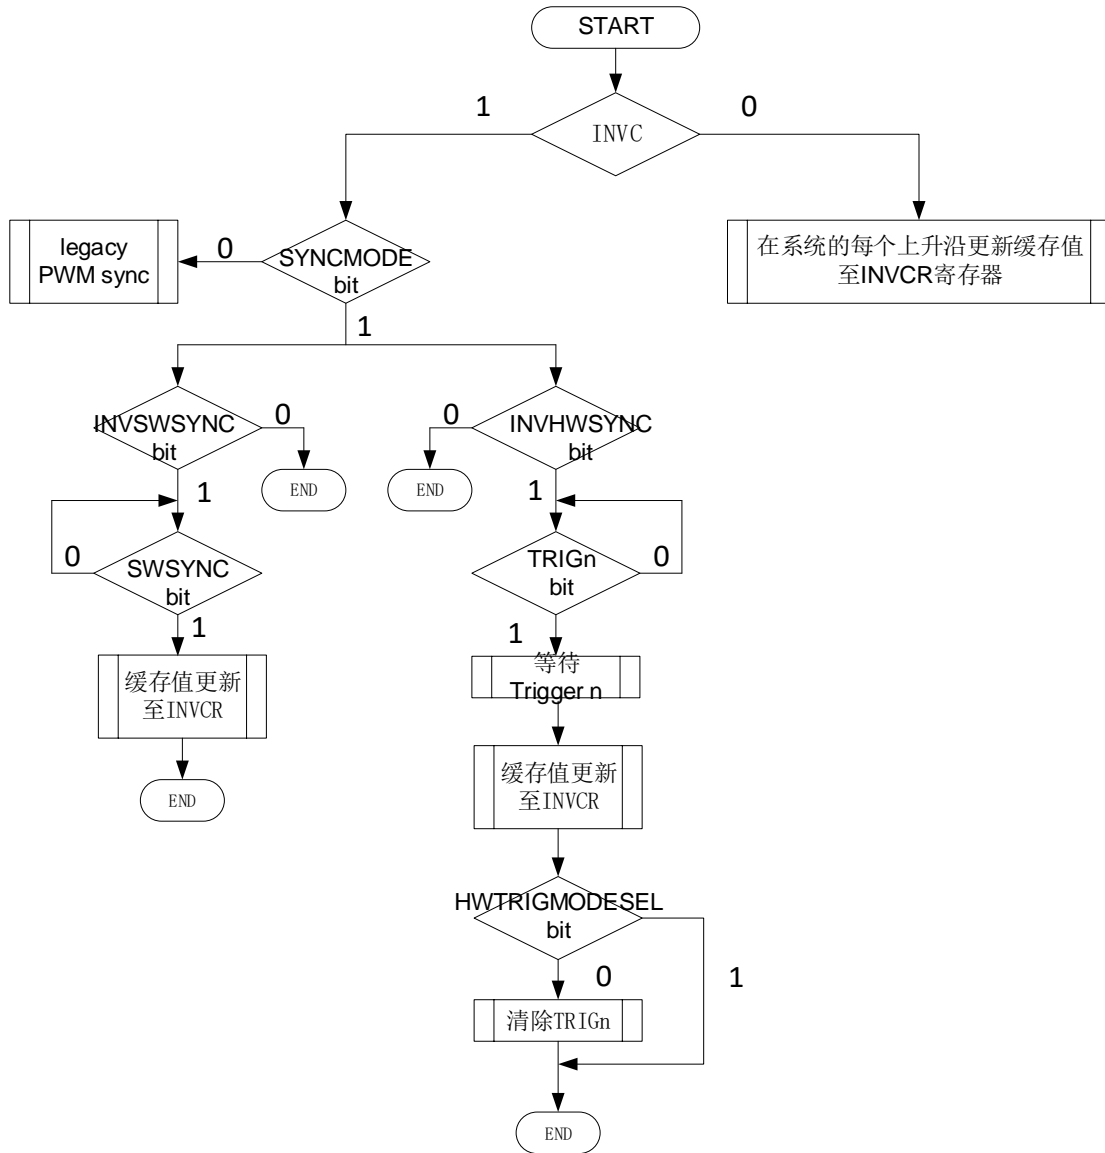 START
1
0
INVC
legacy
PWM sync
0
SYNCMODE
bit
在系统的每个上升沿更新缓存值
至INVCR寄存器
1
INVSWSYNC
bit
0
0
INVHWSYNC
bit
END
END
1
1
0
SWSYNC
bit
TRIGn
bit
0
1
1
缓存值更新
至INVCR
等待
Trigger n
END
缓存值更新
至INVCR
HWTRIGMODESEL
bit
0
1
清除TRIGn
END